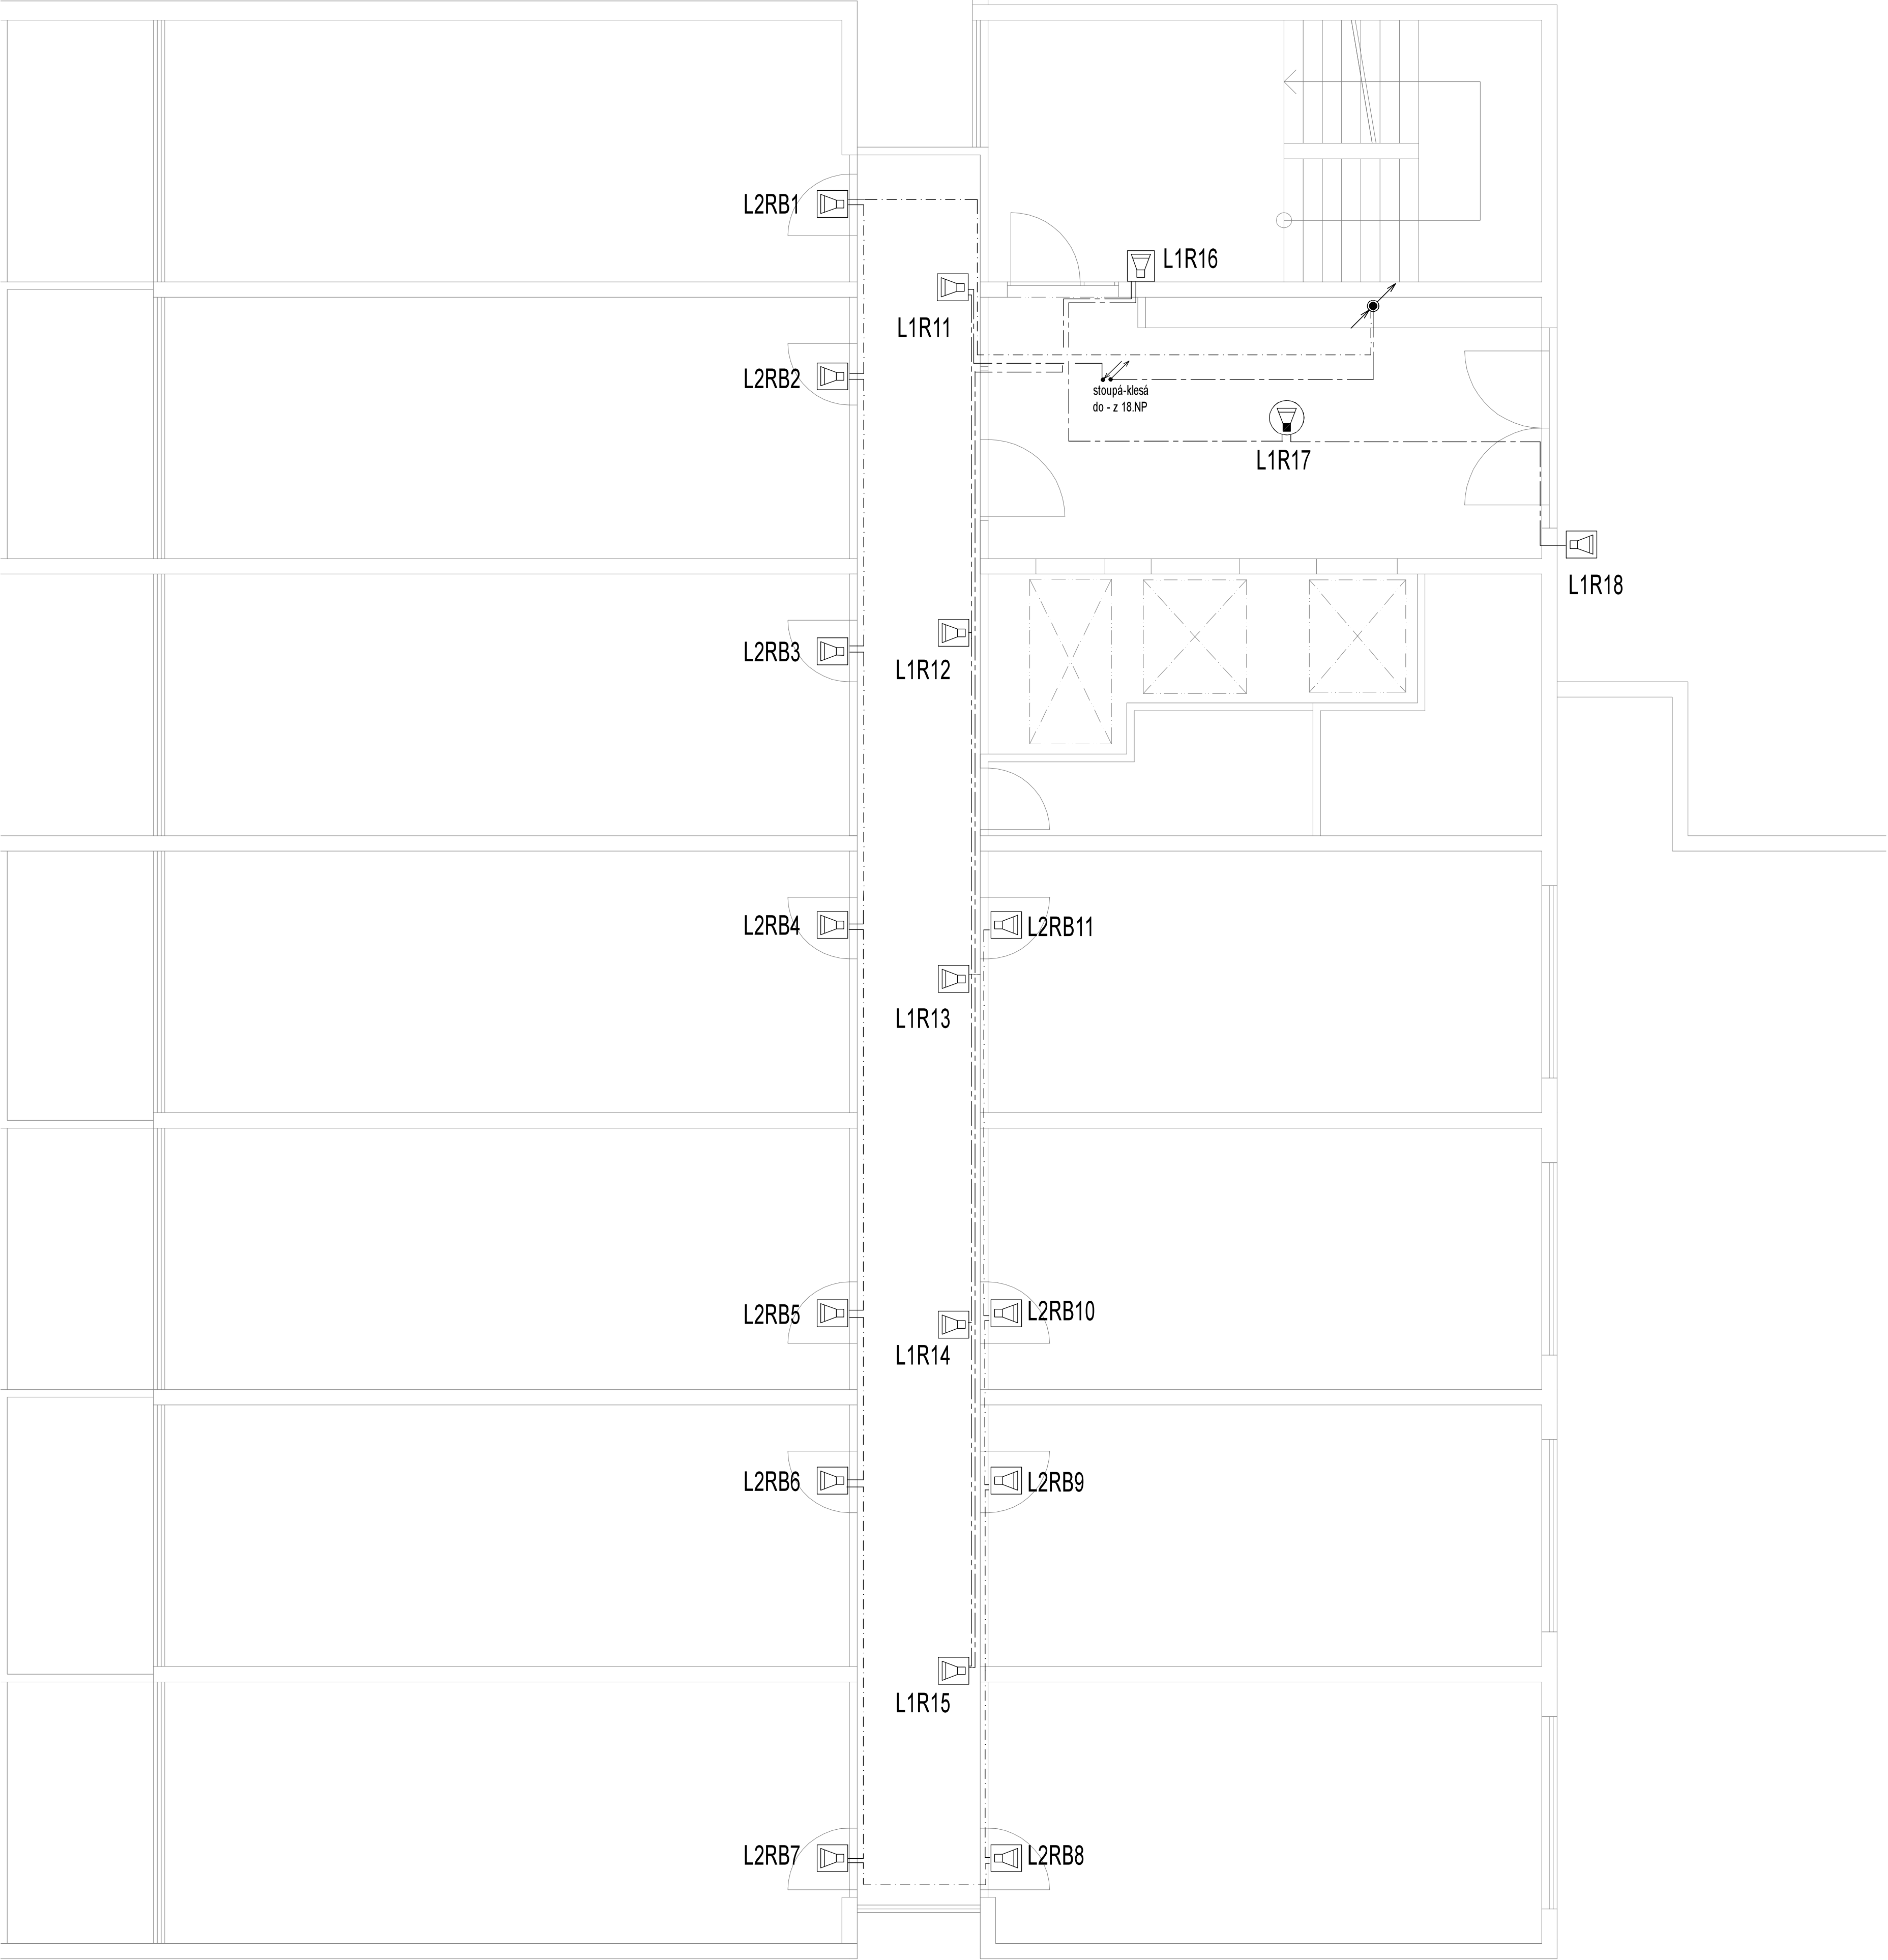 L2RB1
L1R16
L1R11
L2RB2
stoupá-klesá
do - z 18.NP
L1R17
L1R18
L2RB3
L1R12
L2RB4
L2RB11
L1R13
L2RB5
L2RB10
L1R14
L2RB6
L2RB9
L1R15
L2RB7
L2RB8